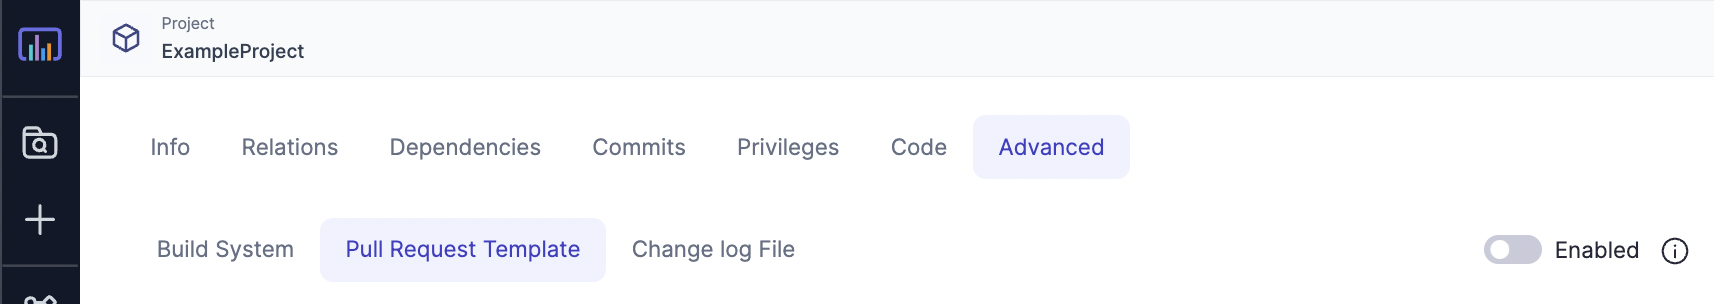 Project
ExampleProject
Info Relations Dependencies Commits Privileges Code Advanced
Build System Pull Request Template Change log File Enabled